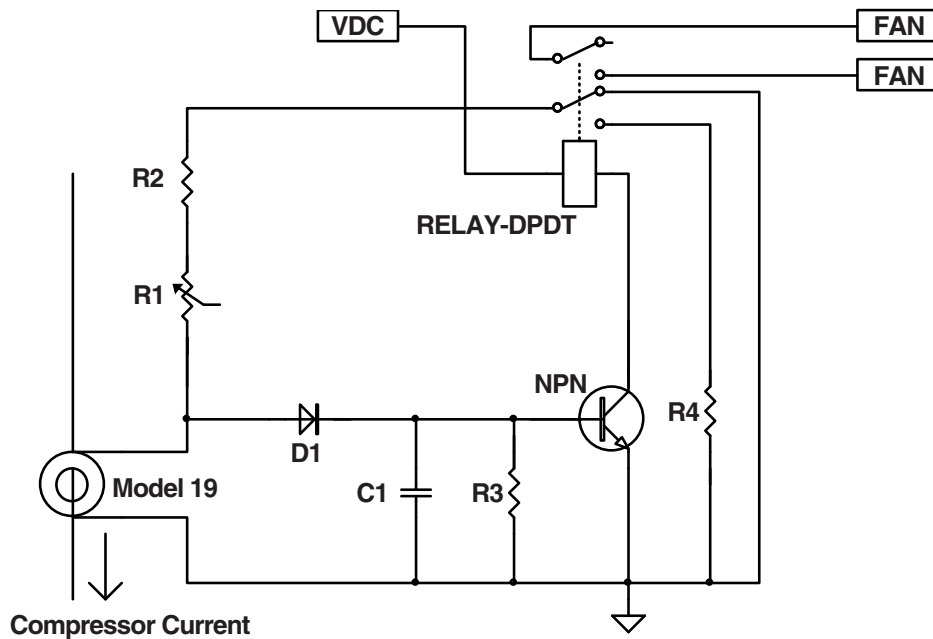 VDC
FAN
FAN
R2
RELAY-DPDT
R1
NPN
R4
D1
Model 19
C1
R3
Compressor Current